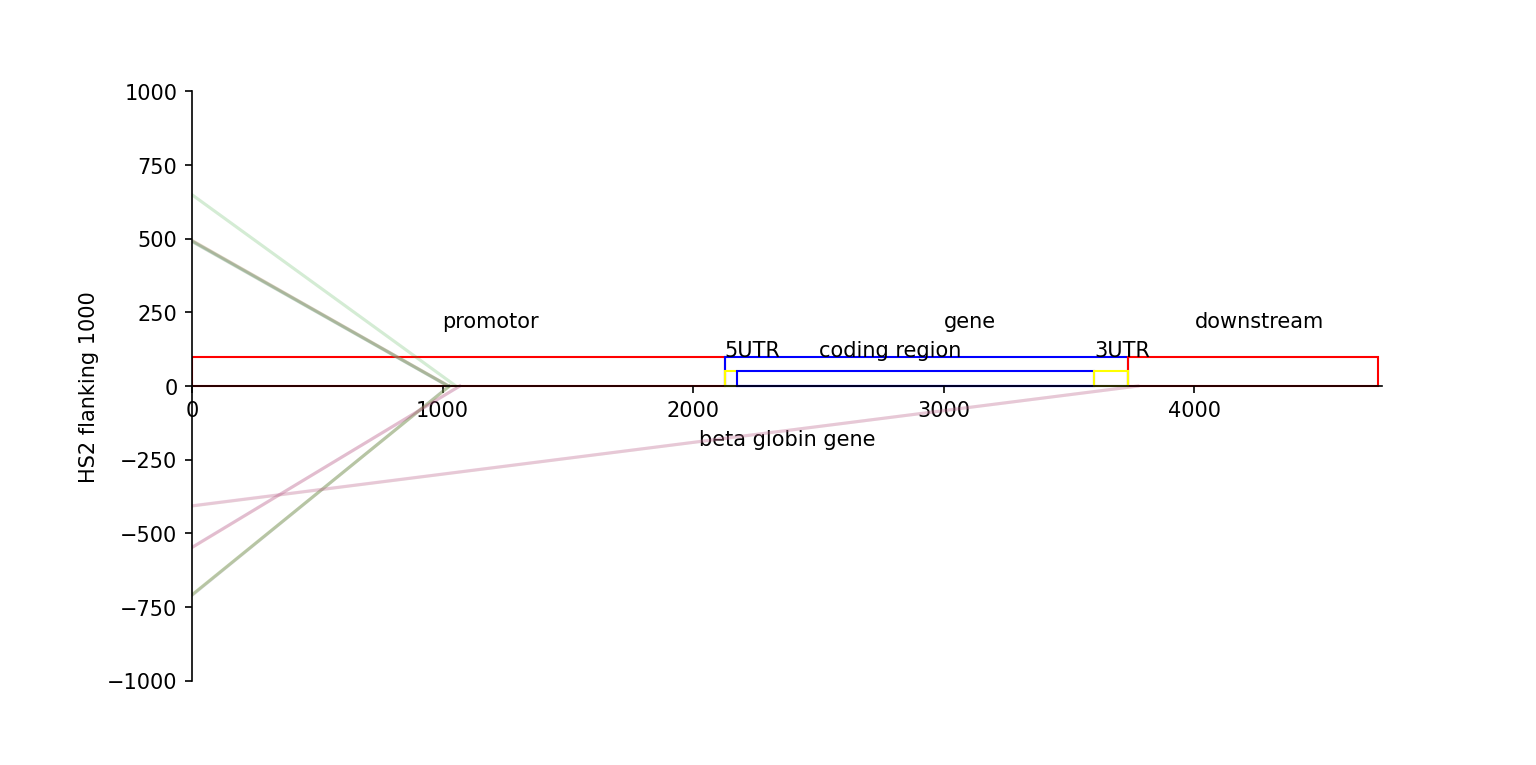 1000
750
500
250
promotor
gene
downstream
5UTR
coding region
3UTR
0
0
1000
2000
3000
4000
beta globin gene
HS2 flanking 1000
−250
−500
−750
−1000